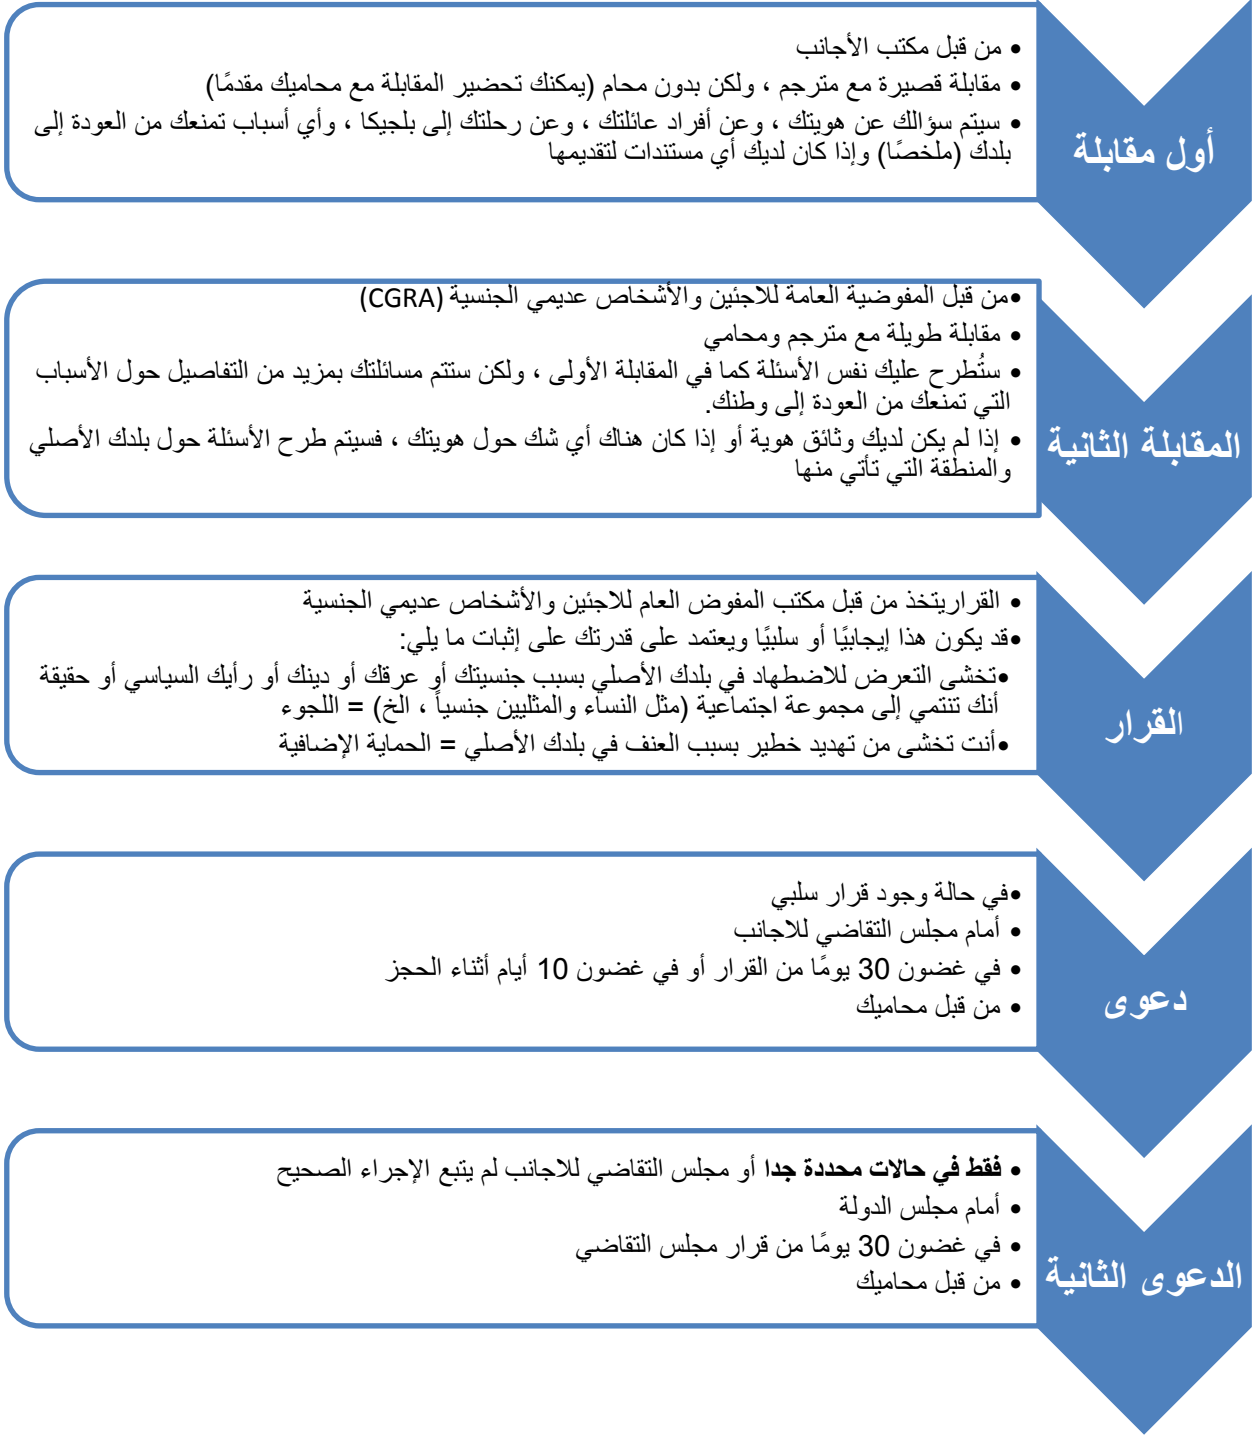 أول مقابلة
• من قبل مكتب الأجانب
• مقابلة قصيرة مع مترجم ، ولكن بدون محام (يمكنك تحضير المقابلة مع محاميك مقدمًا)
• سيتم سؤالك عن هويتك ، وعن أفراد عائلتك ، وعن رحلتك إلى بلجيكا ، وأي أسباب تمنعك من العودة إلى
بلدك (ملخصًا) وإذا كان لديك أي مستندات لتقديمها
المقابلة الثانية
•من قبل المفوضية العامة للاجئين والأشخاص عديمي الجنسية (CGRA)
• مقابلة طويلة مع مترجم ومحامي
• ستُطرح عليك نفس الأسئلة كما في المقابلة الأولى ، ولكن ستتم مسائلتك بمزيد من التفاصيل حول الأسباب
التي تمنعك من العودة إلى وطنك.
• إذا لم يكن لديك وثائق هوية أو إذا كان هناك أي شك حول هويتك ، فسيتم طرح الأسئلة حول بلدك الأصلي
والمنطقة التي تأتي منها
القرار
• القراريتخذ من قبل مكتب المفوض العام للاجئين والأشخاص عديمي الجنسية
•قد يكون هذا إيجابيًا أو سلبيًا ويعتمد على قدرتك على إثبات ما يلي:
•تخشى التعرض للاضطهاد في بلدك الأصلي بسبب جنسيتك أو عرقك أو دينك أو رأيك السياسي أو حقيقة
أنك تنتمي إلى مجموعة اجتماعية (مثل النساء والمثليين جنسياً ، الخ) = اللجوء
•أنت تخشى من تهديد خطير بسبب العنف في بلدك الأصلي = الحماية الإضافية
دعوى
•في حالة وجود قرار سلبي
• أمام مجلس التقاضي للاجانب
• في غضون 30 يومًا من القرار أو في غضون 10 أيام أثناء الحجز
• من قبل محاميك
الدعوى الثانية
• فقط في حالات محددة جدا أو مجلس التقاضي للاجانب لم يتبع الإجراء الصحيح
• أمام مجلس الدولة
• في غضون 30 يومًا من قرار مجلس التقاضي
• من قبل محاميك